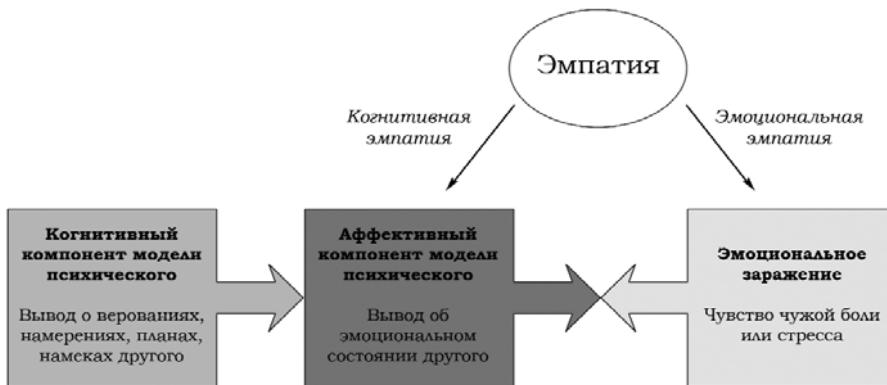 Эмпатия
Когнитивная
эмпатия
Эмоциональная
эмпатия
Когнитивный
компонент модели
психического
Вывод о верованиях,
намерениях, планах,
намеках другого
Аффективный
компонент модели
психического
Вывод об
эмоциональном
состоянии другого
Эмоциональное
заражение
Чувство чужой боли
или стресса